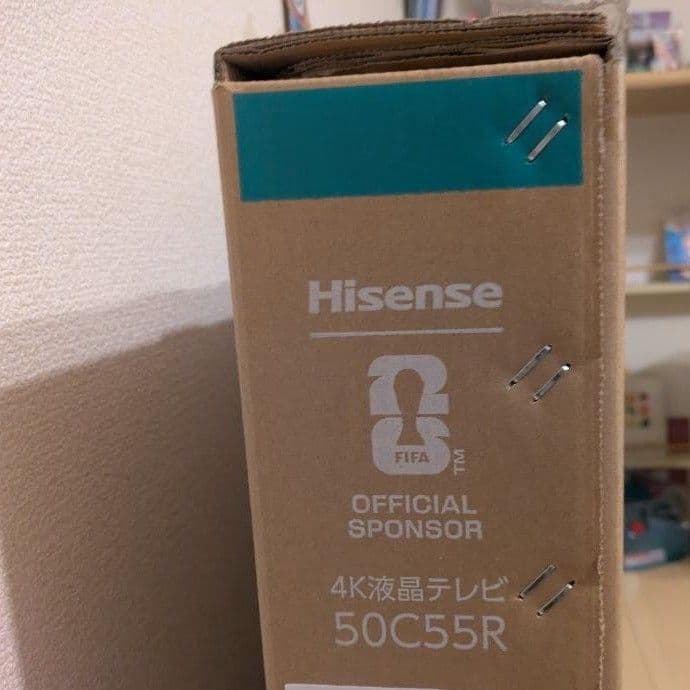 Hisense
FIFA
TM
OFFICIAL
SPONSOR
4K液晶テレビ
50C55R